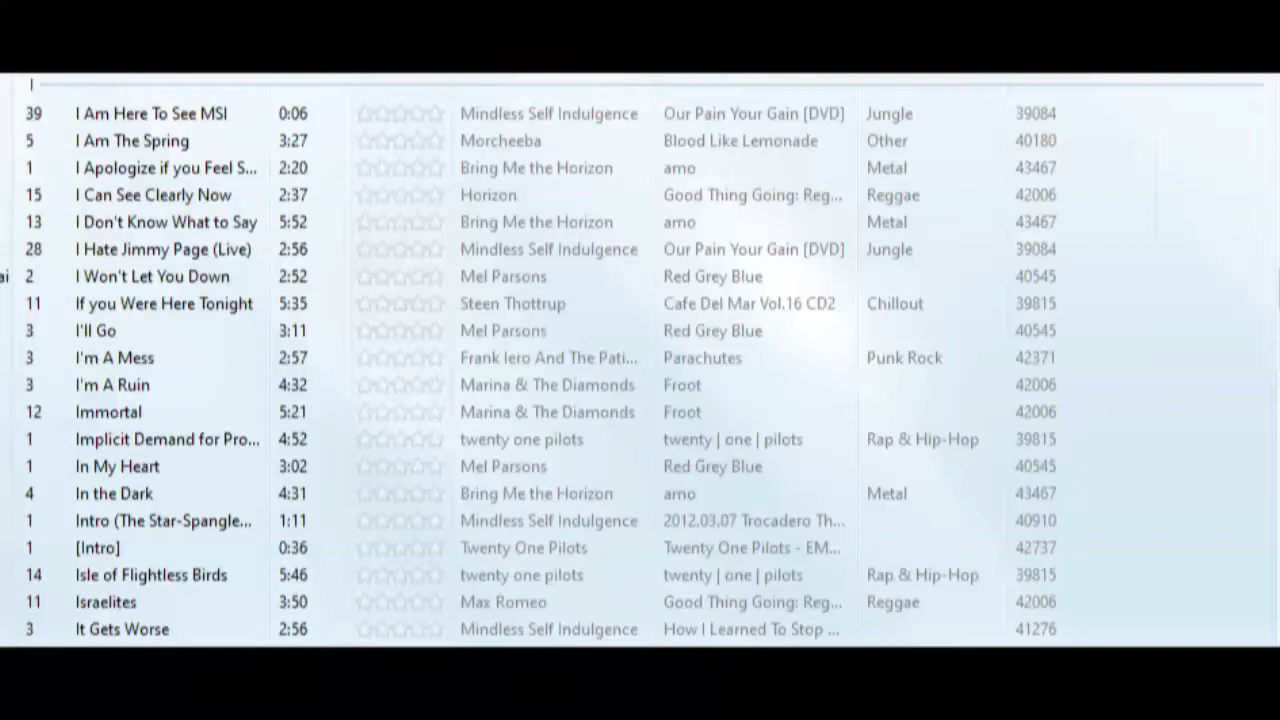 I
39 I Am Here To See MSI 0:06 Mindless Self Indulgence Our Pain Your Gain [DVD] Jungle 39084
5 I Am The Spring 3:27 Morcheeba Blood Like Lemonade Other 40180
1 I Apologize if you Feel S... 2:20 Bring Me the Horizon amo Metal 43467
15 I Can See Clearly Now 2:37 Horizon Good Thing Going: Reg... Reggae 42006
13 I Don't Know What to Say 5:52 Bring Me the Horizon amo Metal 43467
28 I Hate Jimmy Page (Live) 2:56 Mindless Self Indulgence Our Pain Your Gain [DVD] Jungle 39084
ai 2 I Won't Let You Down 2:52 Mel Parsons Red Grey Blue 40545
11 If you Were Here Tonight 5:35 Steen Thottrup Cafe Del Mar Vol.16 CD2 Chillout 39815
3 I'll Go 3:11 Mel Parsons Red Grey Blue 40545
3 I'm A Mess 2:57 Frank Iero And The Pati... Parachutes Punk Rock 42371
3 I'm A Ruin 4:32 Marina & The Diamonds Froot 42006
12 Immortal 5:21 Marina & The Diamonds Froot 42006
1 Implicit Demand for Pro... 4:52 twenty one pilots twenty | one | pilots Rap & Hip-Hop 39815
1 In My Heart 3:02 Mel Parsons Red Grey Blue 40545
4 In the Dark 4:31 Bring Me the Horizon amo Metal 43467
1 Intro (The Star-Spangle... 1:11 Mindless Self Indulgence 2012.03.07 Trocadero Th... 40910
1 [Intro] 0:36 Twenty One Pilots Twenty One Pilots - EM... 42737
14 Isle of Flightless Birds 5:46 twenty one pilots twenty | one | pilots Rap & Hip-Hop 39815
11 Israelites 3:50 Max Romeo Good Thing Going: Reg... Reggae 42006
3 It Gets Worse 2:56 Mindless Self Indulgence How I Learned To Stop ... 41276